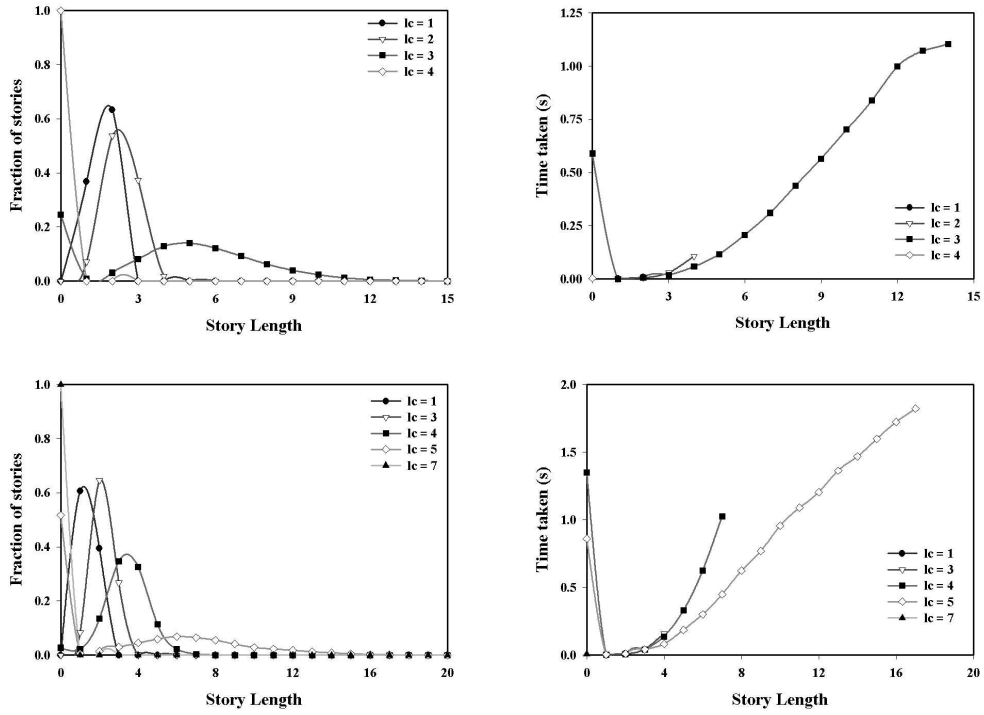 1.0
0.8
0.6
0.4
0.2
0.0
Fraction of stories
lc = 1
lc = 2
lc = 3
lc = 4
0 3 6 9 12 15
Story Length
1.25
1.00
0.75
0.50
0.25
0.00
Time taken (s)
lc = 1
lc = 2
lc = 3
lc = 4
0 3 6 9 12 15
Story Length
1.0
0.8
0.6
0.4
0.2
0.0
Fraction of stories
lc = 1
lc = 3
lc = 4
lc = 5
lc = 7
0 2 4 6 8 10 12 14 16 18 20
Story Length
2.0
1.5
1.0
0.5
0.0
Time taken (s)
lc = 1
lc = 3
lc = 4
lc = 5
lc = 7
0 4 8 12 16 20
Story Length